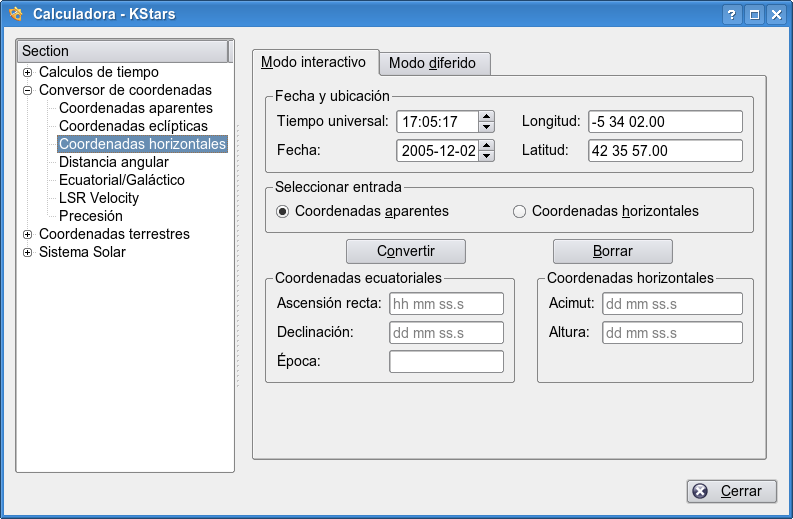 Calculadora - KStars
Section
Calculos de tiempo
Conversor de coordenadas
Coordenadas aparentes
Coordenadas eclípticas
Coordenadas horizontales
Distancia angular
Ecuatorial/Galáctico
LSR Velocity
Precesión
Coordenadas terrestres
Sistema Solar
Modo interactivo Modo diferido
Fecha y ubicación
Tiempo universal: 17:05:17 Longitud: -5 34 02.00
Fecha: 2005-12-02 Latitud: 42 35 57.00
Seleccionar entrada
Coordenadas aparentes Coordenadas horizontales
Convertir Borrar
Coordenadas ecuatoriales Coordenadas horizontales
Ascensión recta: hh mm ss.s Acimut: dd mm ss.s
Declinación: dd mm ss.s Altura: dd mm ss.s
Época:
Cerrar